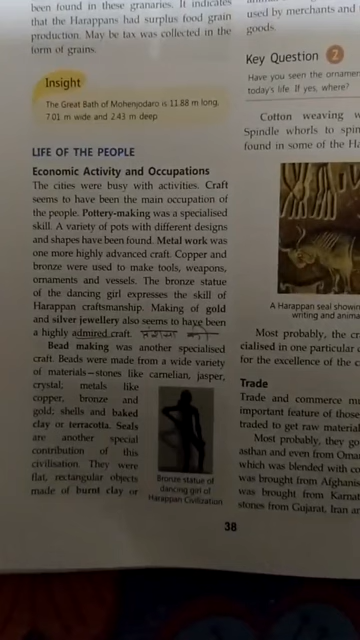 been found in these granaries. It indicates
that the Harappans had surplus food grain
production. May be tax was collected in the
form of grains.
Insight
The Great Bath of Mohenjodaro is 11.88 m long,
7.01 m wide and 2.43 m deep
LIFE OF THE PEOPLE
Economic Activity and Occupations
The cities were busy with activities. Craft
seems to have been the main occupation of
the people. Pottery-making was a specialised
skill. A variety of pots with different designs
and shapes have been found. Metal work was
one more highly advanced craft. Copper and
bronze were used to make tools, weapons,
ornaments and vessels. The bronze statue
of the dancing girl expresses the skill of
Harappan craftsmanship. Making of gold
and silver jewellery also seems to have been
a highly admired craft.
Bead making was another specialised
craft. Beads were made from a wide variety
of materials—stones like carnelian, jasper,
crystal, metals like
copper, bronze and
gold; shells and baked
clay or terracotta. Seals
are another special
contribution of this
civilisation. They were
flat, rectangular objects
made of burnt clay or
Bronze statue of
dancing girl of
Harappan Civilization
used by merchants and
goods.
Key Question 2
Have you seen the ornamen
today's life. If yes, where?
Cotton weaving w
Spindle whorls to spin
found in some of the Ha
A Harappan seal showin
writing and anima
Most probably, the cr
cialised in one particular c
for the excellence of the c
Trade
Trade and commerce mu
important feature of those
traded to get raw material
Most probably, they go
asthan and even from Oman
which was blended with co
was brought from Afghanis
was brought from Karnat
stones from Gujarat, Iran ar
38